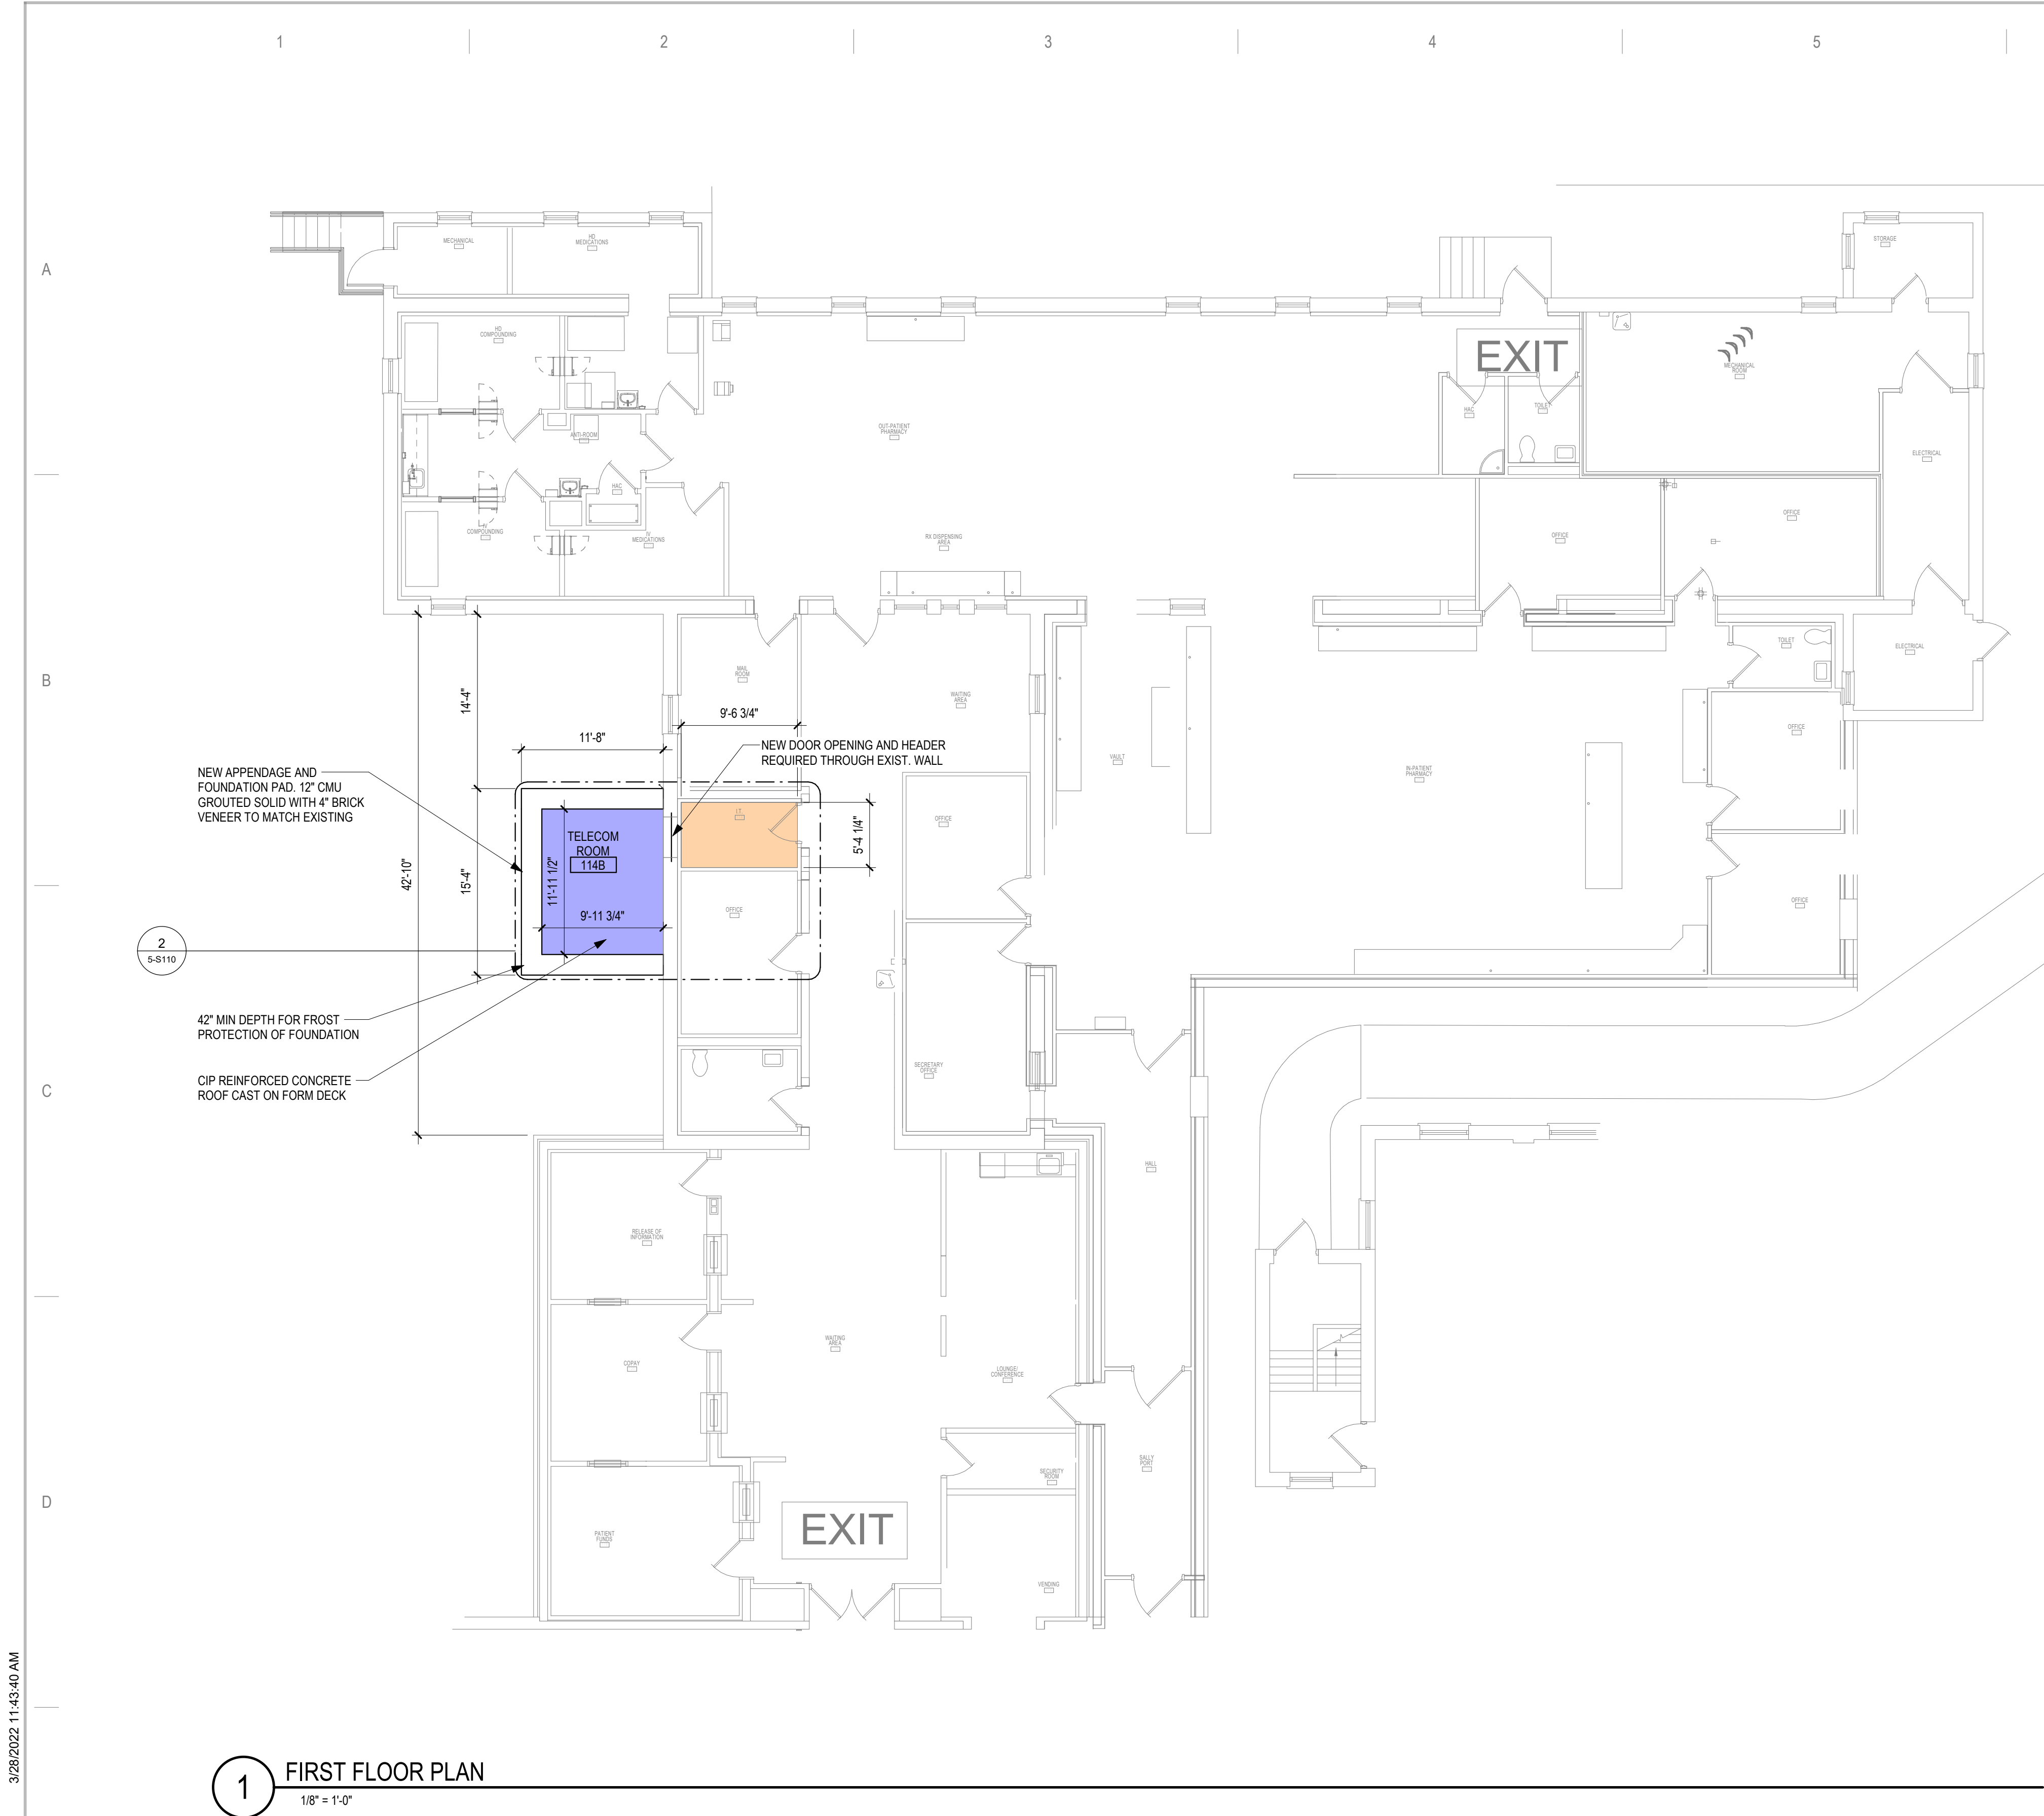 1
2
3
4
5
A
B
C
D
MECHANICAL
HD
MEDICATIONS
STORAGE
HD
COMPOUNDING
EXIT
MECHANICAL
ROOM
HAC
TOILET
OUT-PATIENT
PHARMACY
ANTI-ROOM
ELECTRICAL
HAC
OFFICE
IV
COMPOUNDING
IV
MEDICATIONS
RX DISPENSING
AREA
OFFICE
TOILET
ELECTRICAL
MAIL
ROOM
WAITING
AREA
14'-4"
9'-6 3/4"
11'-8"
NEW DOOR OPENING AND HEADER
REQUIRED THROUGH EXIST. WALL
VAULT
IN-PATIENT
PHARMACY
OFFICE
NEW APPENDAGE AND
FOUNDATION PAD. 12" CMU
GROUTED SOLID WITH 4" BRICK
VENEER TO MATCH EXISTING
I.T.
OFFICE
TELECOM
ROOM
114B
5'-4 1/4"
42'-10"
15'-4"
11'-11 1/2"
9'-11 3/4"
OFFICE
OFFICE
2
5-S110
42" MIN DEPTH FOR FROST
PROTECTION OF FOUNDATION
CIP REINFORCED CONCRETE
ROOF CAST ON FORM DECK
SECRETARY
OFFICE
HALL
RELEASE OF
INFORMATION
WAITING
AREA
COPAY
LOUNGE/
CONFERENCE
SALLY
PORT
SECURITY
ROOM
PATIENT
FUNDS
EXIT
VENDING
3/28/2022 11:43:40 AM
1
FIRST FLOOR PLAN
1/8" = 1'-0"